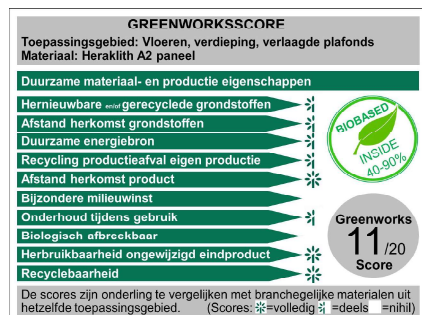 GREENWORKSSCORE
Toepassingsgebied: Vloeren, verdieping, verlaagde plafonds
Materiaal: Heraklith A2 paneel
Duurzame materiaal- en productie eigenschappen
Hernieuwbare en/of gerecyclede grondstoffen
Afstand herkomst grondstoffen
Duurzame energiebron
Recycling productieafval eigen productie
Afstand herkomst product
Bijzondere milieuwinst
Onderhoud tijdens gebruik
Biologisch afbreekbaar
Herbruikbaarheid ongewijzigd eindproduct
Recyclebaarheid
BIOBASED
INSIDE
40-90%
Greenworks
11/20
Score
De scores zijn onderling te vergelijken met branchegelijke materialen uit
hetzelfde toepassingsgebied. (Scores: =volledig =deels =nihil)